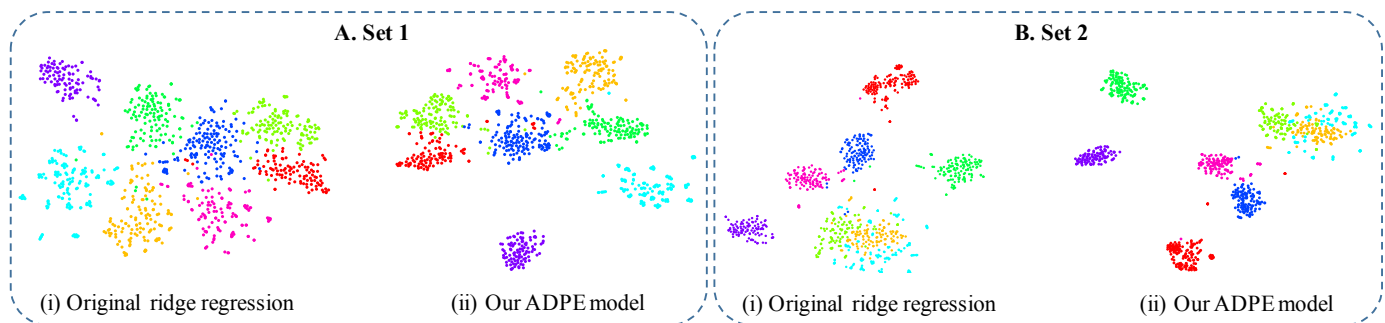 A. Set 1
(i) Original ridge regression
(ii) Our ADPE model
B. Set 2
(i) Original ridge regression
(ii) Our ADPE model